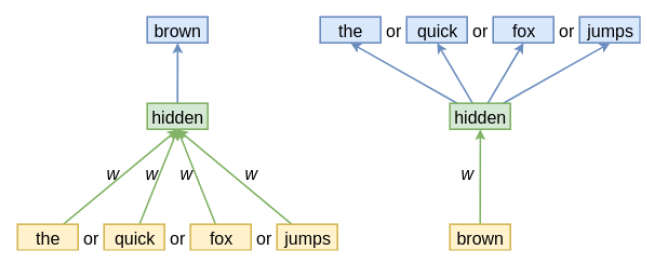 brown
the or quick or fox or jumps
hidden
hidden
w w w w
w
the or quick or fox or jumps
brown